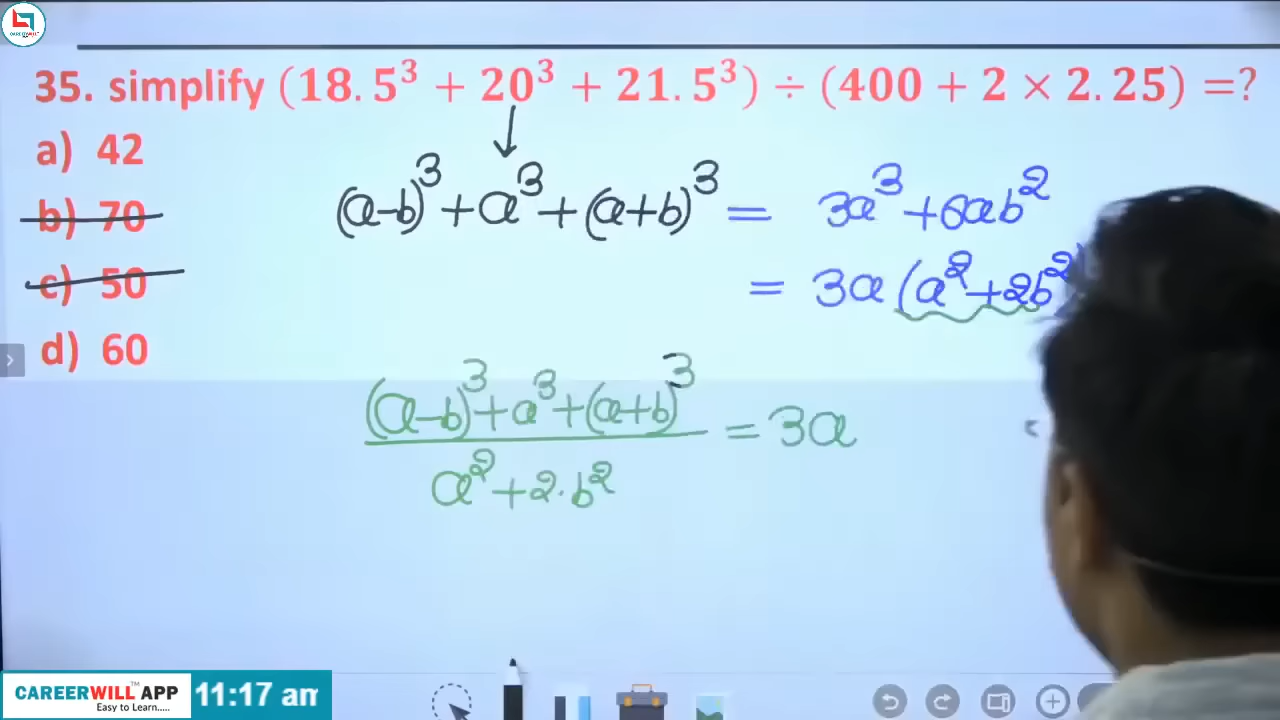 CAREERWILL
35. simplify (18.5³ + 20³ + 21.5³) ÷ (400 + 2 × 2.25) =?
a) 42
b) 70
c) 50
d) 60
(a-b)³ + a³ + (a+b)³ = 3a³ + 6ab²
= 3a (a² + 2b²)
(a-b)³ + a³ + (a+b)³
/ a² + 2·b² = 3a
CAREERWILL™ APP
Easy to Learn.....
11:17 am